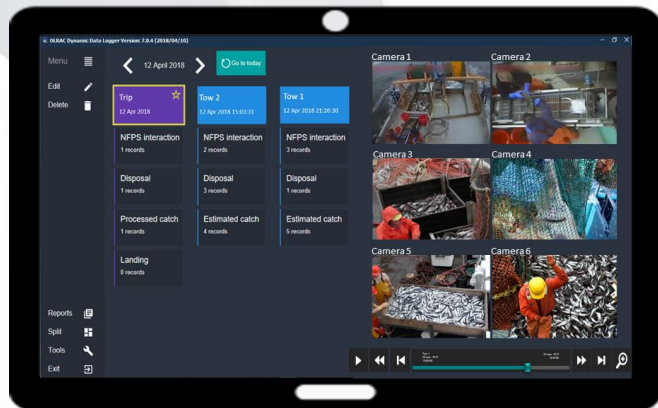 OLRAC Dynamic Data Logger Version: 7.0.4 (2018/04/10)
Menu
12 April 2018
Go to today
Edit
Delete
Trip
12 Apr 2018
NFPS interaction
1 records
Disposal
1 records
Processed catch
1 records
Landing
0 records
Tow 2
12 Apr 2018 15:03:31
NFPS interaction
2 records
Disposal
3 records
Estimated catch
4 records
Tow 1
12 Apr 2018 21:26:30
NFPS interaction
3 records
Disposal
1 records
Estimated catch
5 records
Camera 1
Camera 2
Camera 3
Camera 4
Camera 5
Camera 6
Reports
Split
Tools
Exit